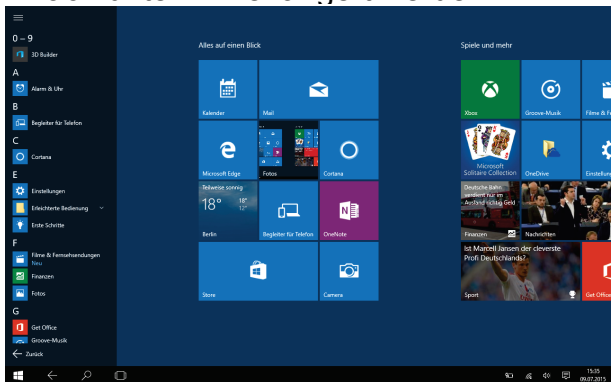 0 – 9
3D Builder
A
Alarm & Uhr
B
Begleiter für Telefon
C
Cortana
E
Einstellungen
Erleichterte Bedienung
Erste Schritte
F
Filme & Fernsehsendungen
Neu
Finanzen
Fotos
G
Get Office
Groove-Musik
Zurück
Alles auf einen Blick
Kalender
Mail
Microsoft Edge
Fotos
Cortana
Teilweise sonnig
18°
18°
12°
Berlin
Begleiter für Telefon
OneNote
Store
Camera
Spiele und mehr
Xbox
Groove-Musik
Filme & F
Microsoft
Solitaire Collection
OneDrive
Einstellun
Deutsche Bahn
verdient nur im
Ausland richtig Geld
Finanzen
Nachrichten
Ist Marcell Jansen der cleverste
Profi Deutschlands?
Sport
Get Office
15:35
09.07.2015